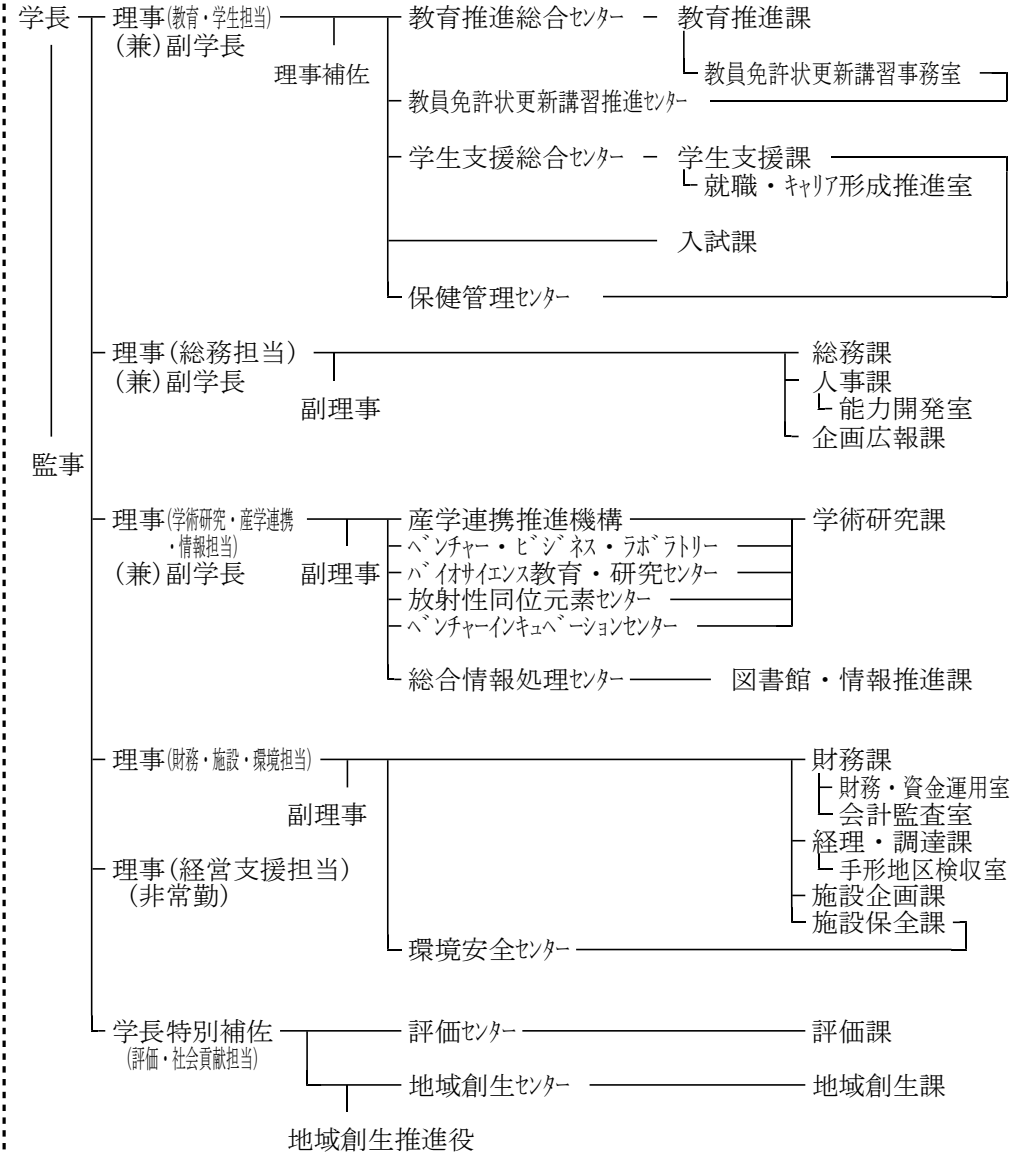 学長 理事(教育・学生担当) 教育推進総合センター 教育推進課
(兼)副学長
理事補佐 教員免許状更新講習事務室
教員免許状更新講習推進センター
学生支援総合センター 学生支援課
就職・キャリア形成推進室
入試課
保健管理センター
理事(総務担当) 総務課
(兼)副学長 人事課
副理事 能力開発室
企画広報課
監事
理事(学術研究・産学連携 産学連携推進機構 学術研究課
・情報担当) ベンチャー・ビジネス・ラボラトリー
(兼)副学長 副理事 バイオサイエンス教育・研究センター
放射性同位元素センター
ベンチャーインキュベーションセンター
総合情報処理センター 図書館・情報推進課
理事(財務・施設・環境担当) 財務課
財務・資金運用室
副理事 会計監査室
経理・調達課
理事(経営支援担当) 手形地区検収室
(非常勤) 施設企画課
施設保全課
環境安全センター
学長特別補佐 評価センター 評価課
(評価・社会貢献担当)
地域創生センター 地域創生課
地域創生推進役